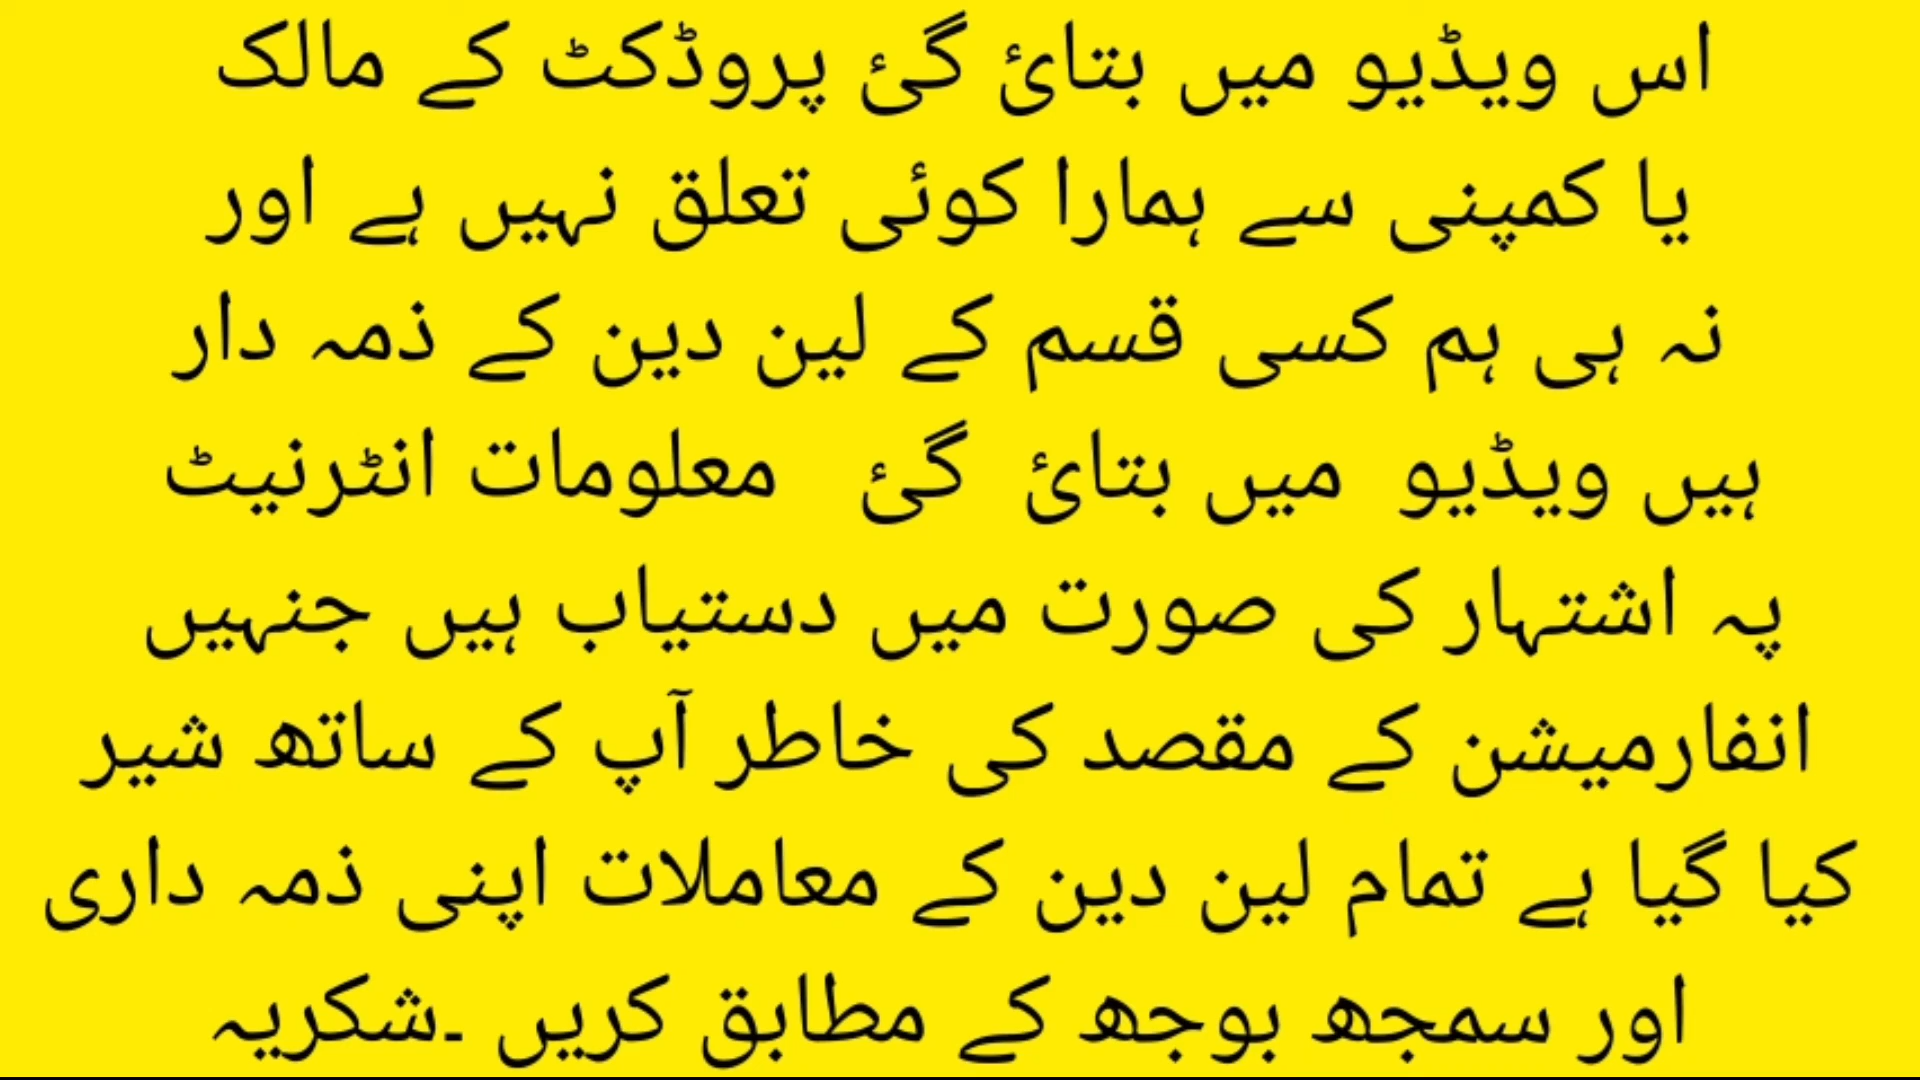 اس ویڈیو میں بتائ گئ پروڈکٹ کے مالک
یا کمپنی سے ہمارا کوئی تعلق نہیں ہے اور
نہ ہی ہم کسی قسم کے لین دین کے ذمہ دار
ہیں ویڈیو میں بتائ گئ معلومات انٹرنیٹ
پہ اشتہار کی صورت میں دستیاب ہیں جنہیں
انفارمیشن کے مقصد کی خاطر آپ کے ساتھ شیر
کیا گیا ہے تمام لین دین کے معاملات اپنی ذمہ داری
اور سمجھ بوجھ کے مطابق کریں ۔شکریہ